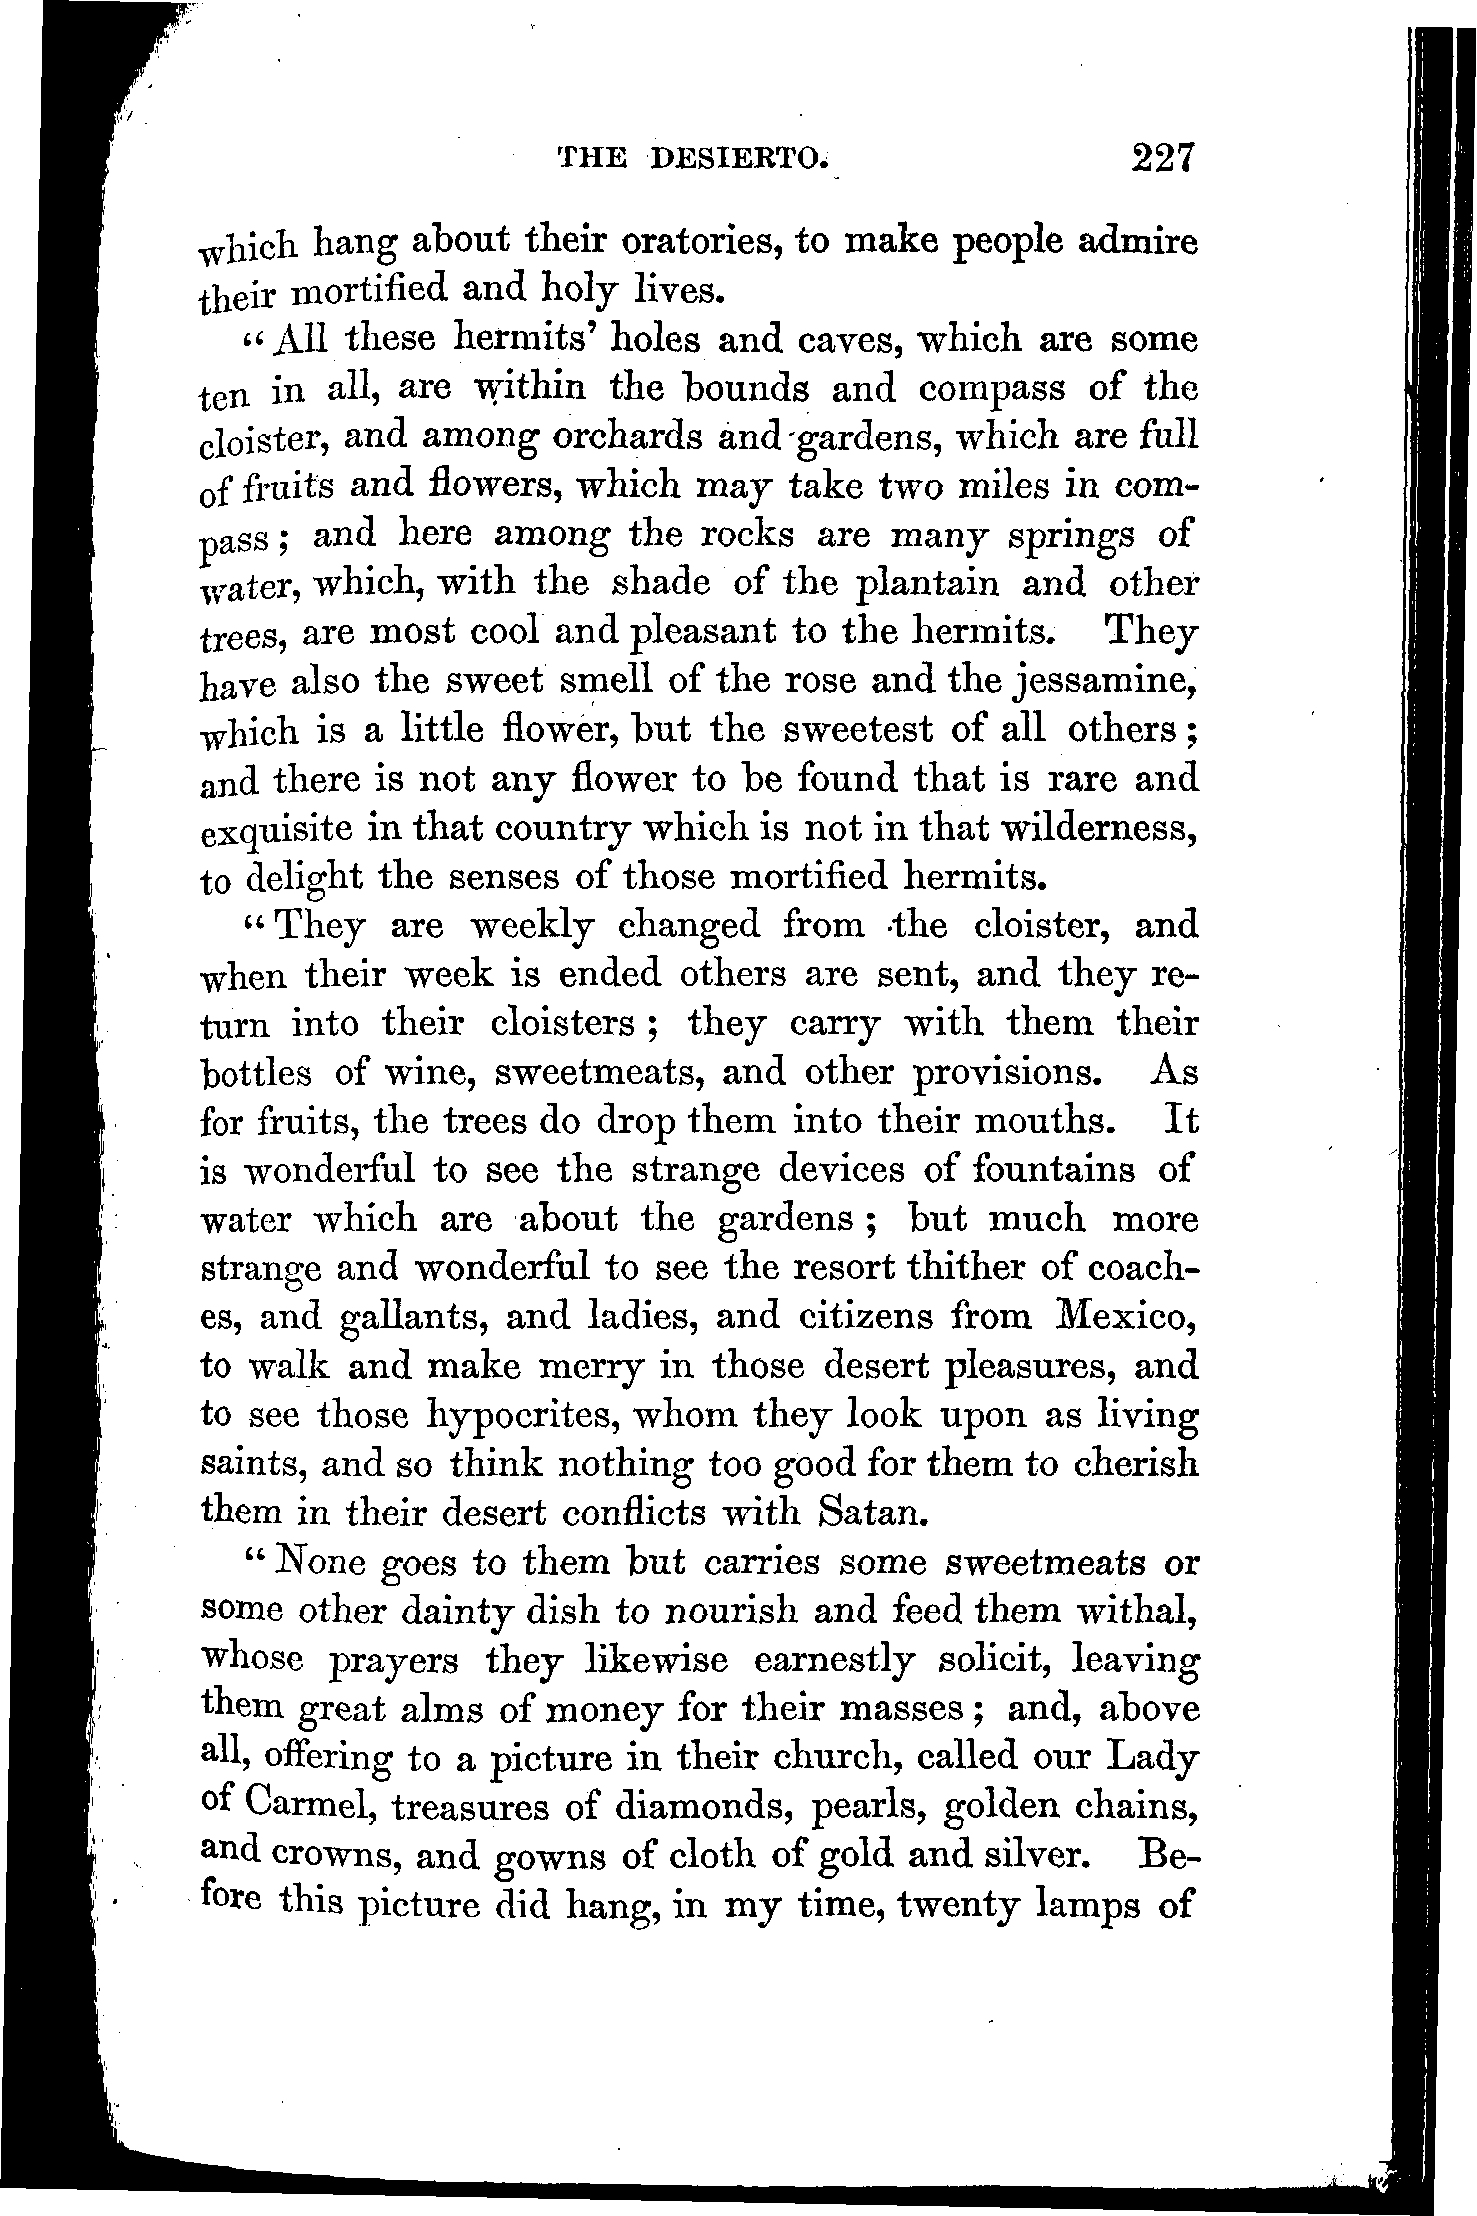 THE DESIERTO. 227
which hang about their oratories, to make people admire
their mortified and holy lives.
“All these hermits’ holes and caves, which are some
ten in all, are within the bounds and compass of the
cloister, and among orchards and gardens, which are full
of fruits and flowers, which may take two miles in com-
pass; and here among the rocks are many springs of
water, which, with the shade of the plantain and other
trees, are most cool and pleasant to the hermits. They
have also the sweet smell of the rose and the jessamine,
which is a little flower, but the sweetest of all others;
and there is not any flower to be found that is rare and
exquisite in that country which is not in that wilderness,
to delight the senses of those mortified hermits.
“They are weekly changed from the cloister, and
when their week is ended others are sent, and they re-
turn into their cloisters; they carry with them their
bottles of wine, sweetmeats, and other provisions. As
for fruits, the trees do drop them into their mouths. It
is wonderful to see the strange devices of fountains of
water which are about the gardens; but much more
strange and wonderful to see the resort thither of coach-
es, and gallants, and ladies, and citizens from Mexico,
to walk and make merry in those desert pleasures, and
to see those hypocrites, whom they look upon as living
saints, and so think nothing too good for them to cherish
them in their desert conflicts with Satan.
“None goes to them but carries some sweetmeats or
some other dainty dish to nourish and feed them withal,
whose prayers they likewise earnestly solicit, leaving
them great alms of money for their masses; and, above
all, offering to a picture in their church, called our Lady
of Carmel, treasures of diamonds, pearls, golden chains,
and crowns, and gowns of cloth of gold and silver. Be-
fore this picture did hang, in my time, twenty lamps of